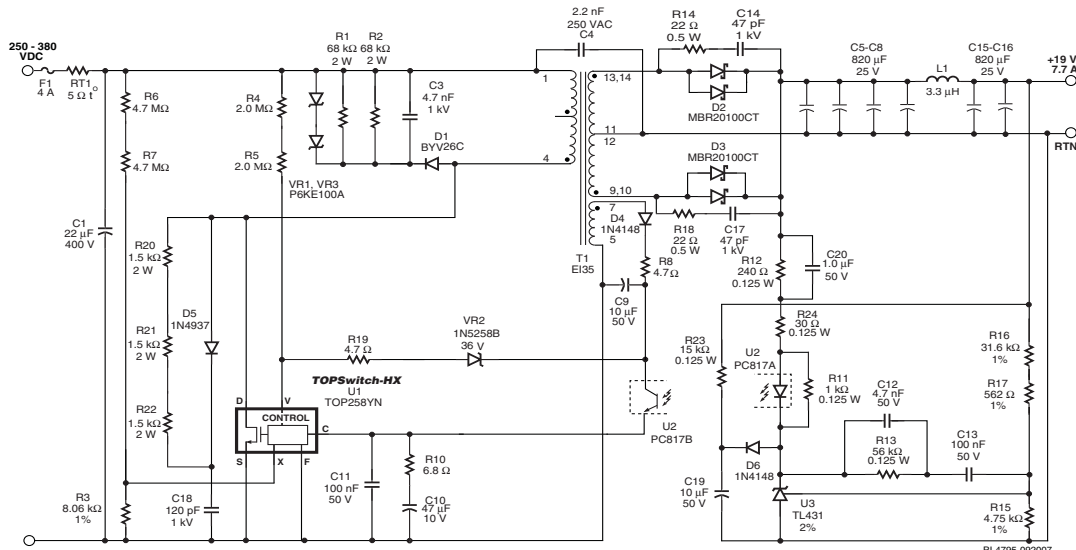 250 - 380
VDC
F1
4 A
RT1
5 Ω
t
o
R6
4.7 MΩ
R7
4.7 MΩ
C1
22 µF
400 V
R20
1.5 kΩ
2 W
R21
1.5 kΩ
2 W
R22
1.5 kΩ
2 W
R3
8.06 kΩ
1%
C18
120 pF
1 kV
D5
1N4937
R4
2.0 MΩ
R5
2.0 MΩ
R1
68 kΩ
2 W
R2
68 kΩ
2 W
VR1, VR3
P6KE100A
C3
4.7 nF
1 kV
D1
BYV26C
2.2 nF
250 VAC
C4
1
4
13,14
11
12
9,10
7
5
T1
EI35
R14
22 Ω
0.5 W
C14
47 pF
1 kV
D2
MBR20100CT
D3
MBR20100CT
R18
22 Ω
0.5 W
C17
47 pF
1 kV
D4
1N4148
R8
4.7Ω
C9
10 µF
50 V
C5-C8
820 µF
25 V
L1
3.3 µH
C15-C16
820 µF
25 V
+19 V
7.7 A
RTN
R12
240 Ω
0.125 W
C20
1.0 µF
50 V
R24
30 Ω
0.125 W
R19
4.7 Ω
VR2
1N5258B
36 V
TOPSwitch-HX
U1
TOP258YN
D
V
CONTROL
C
S
X
F
C11
100 nF
50 V
R10
6.8 Ω
C10
47 µF
10 V
U2
PC817B
R23
15 kΩ
0.125 W
U2
PC817A
R11
1 kΩ
0.125 W
C12
4.7 nF
50 V
R13
56 kΩ
0.125 W
C13
100 nF
50 V
R16
31.6 kΩ
1%
R17
562 Ω
1%
D6
1N4148
C19
10 µF
50 V
U3
TL431
2%
R15
4.75 kΩ
1%
PI-4795-092007